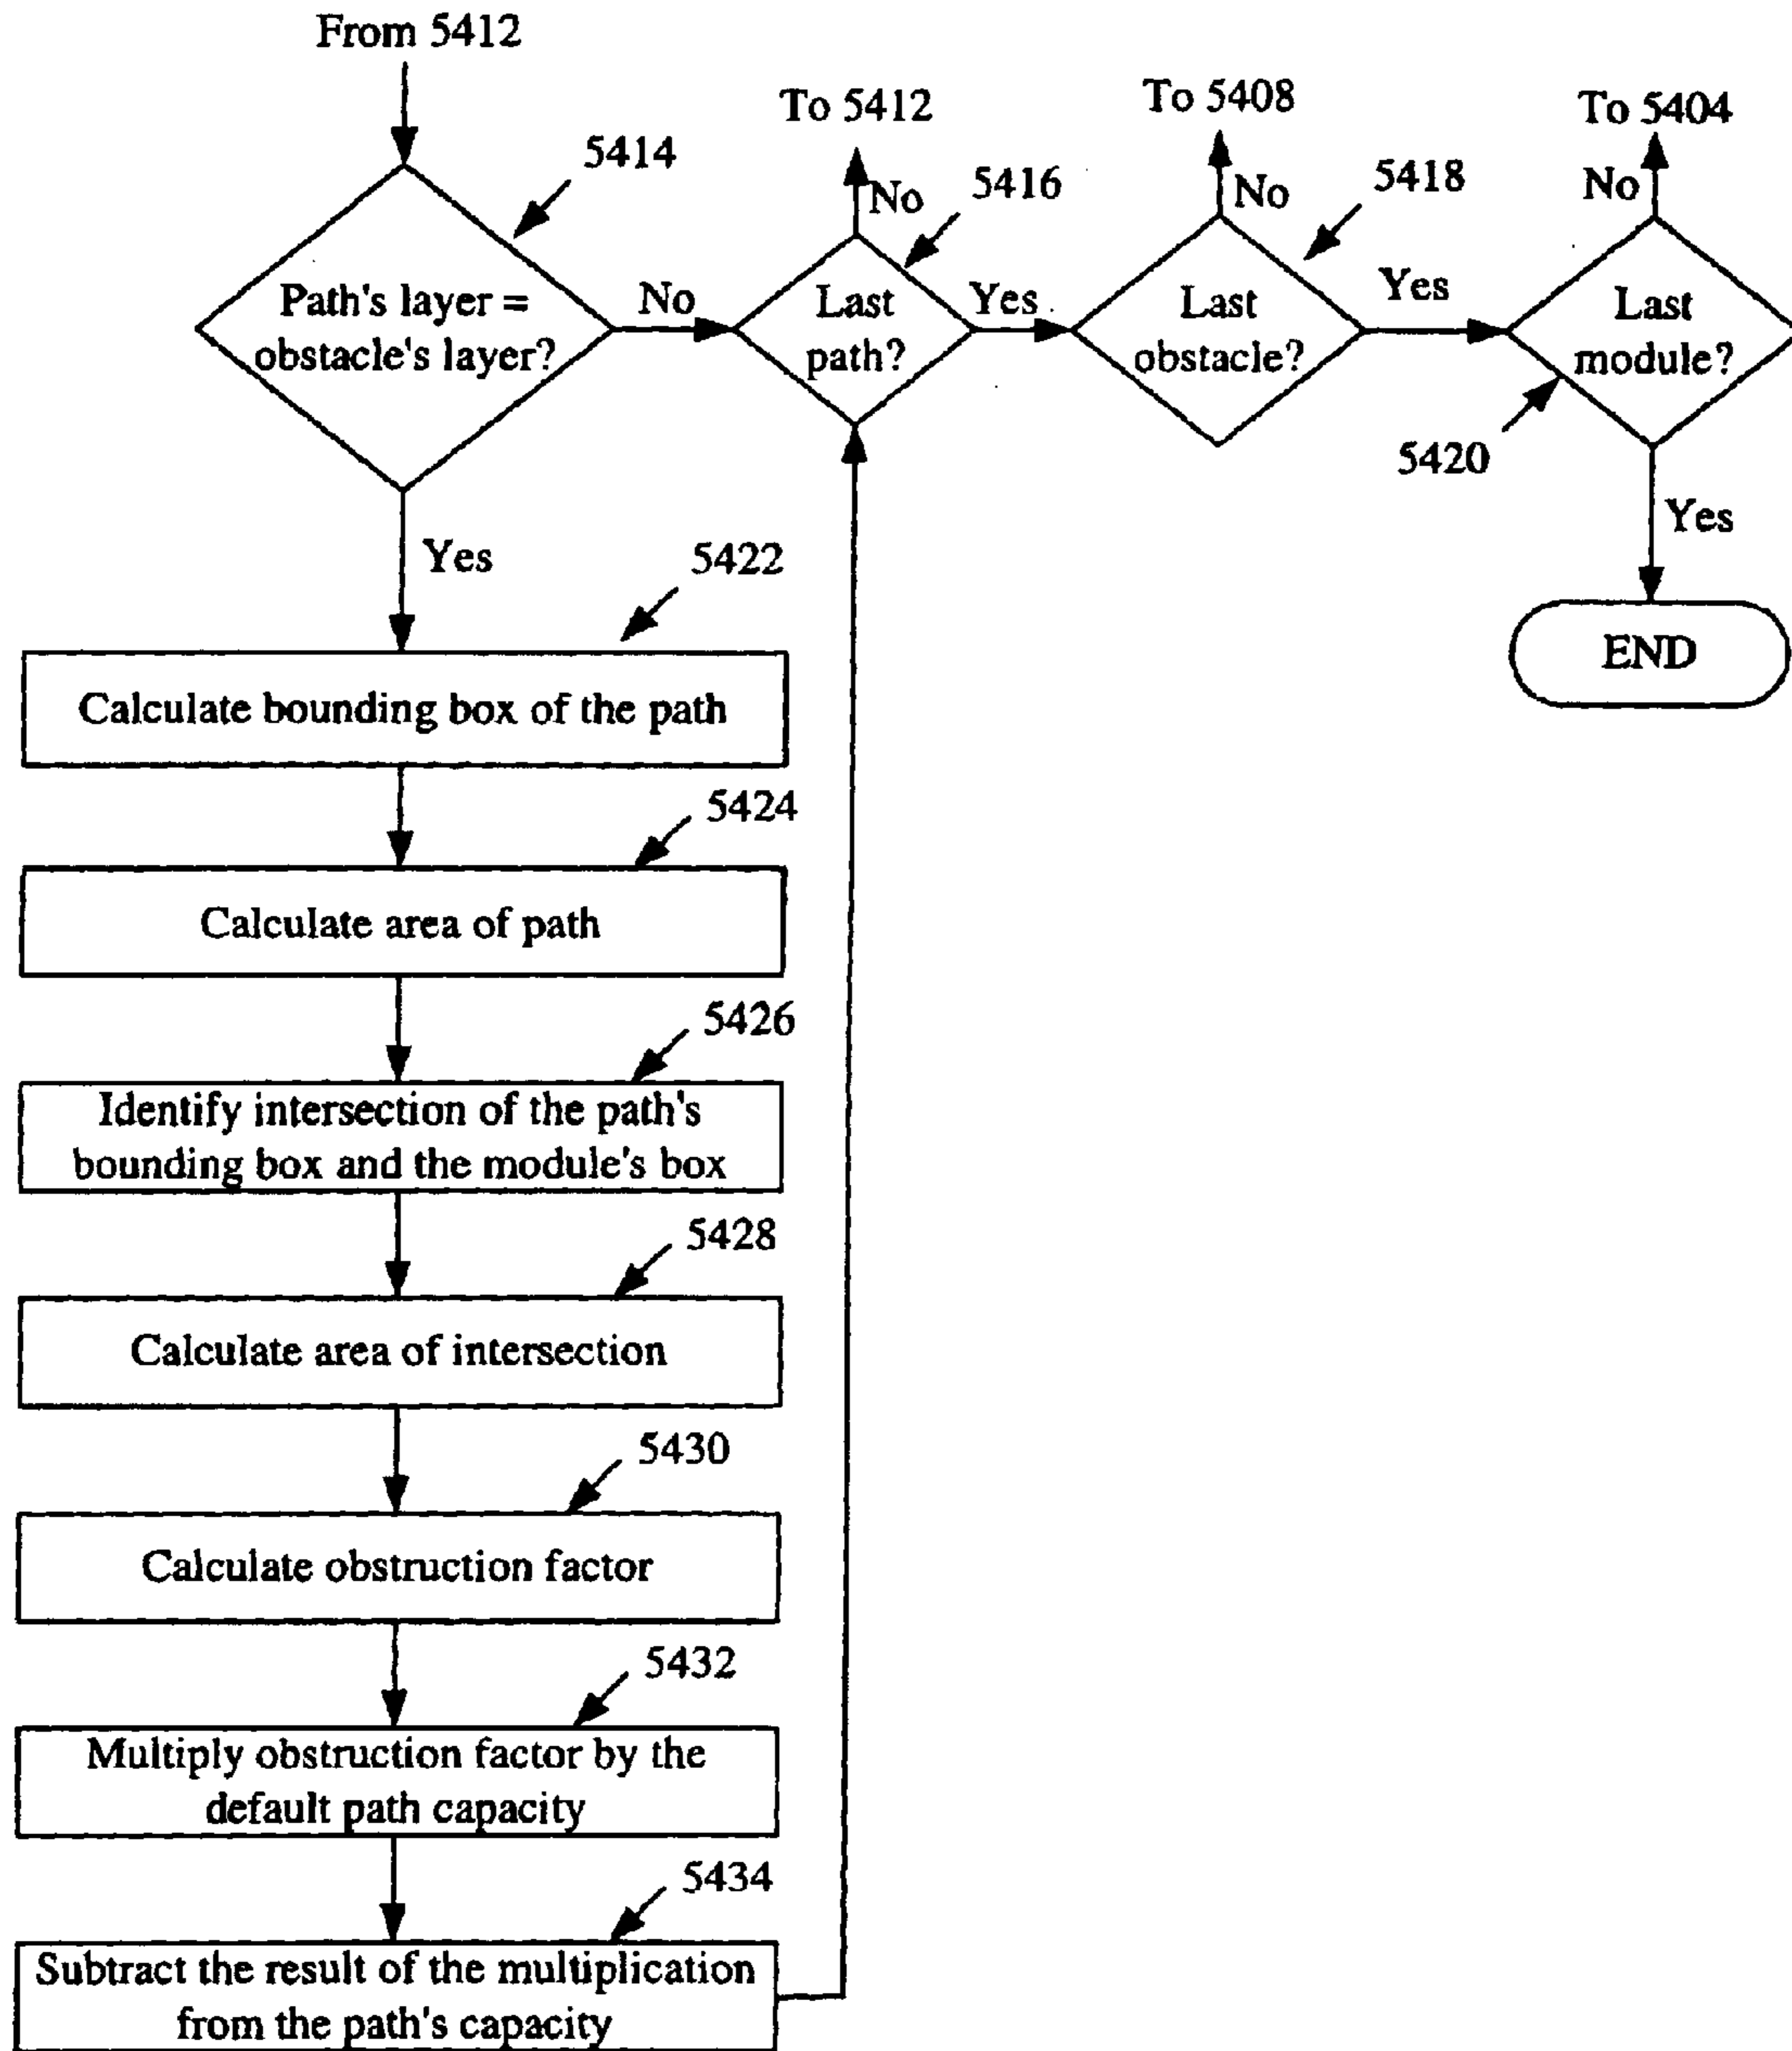 From 5412
To 5412
To 5408
To 5404
5414
No
5416
No
5418
No
Path's layer =
obstacle's layer?
No
Last
path?
Yes
Last
obstacle?
Yes
Last
module?
5420
Yes
Yes
END
5422
Calculate bounding box of the path
5424
Calculate area of path
5426
Identify intersection of the path's
bounding box and the module's box
5428
Calculate area of intersection
5430
Calculate obstruction factor
5432
Multiply obstruction factor by the
default path capacity
5434
Subtract the result of the multiplication
from the path's capacity